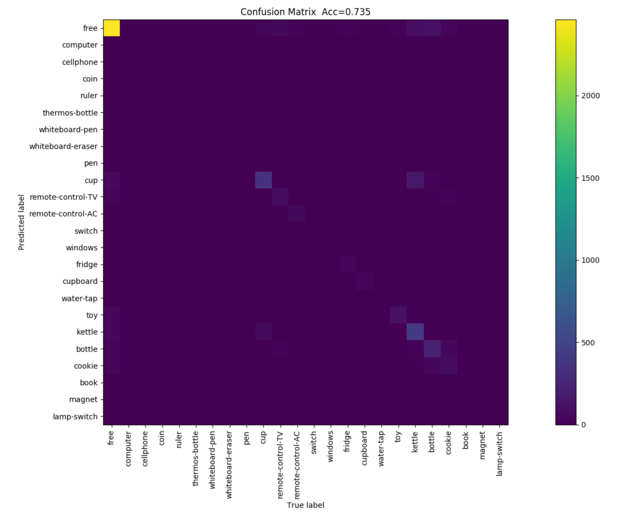 Confusion Matrix Acc=0.735
free
computer
cellphone
coin
ruler
thermos-bottle
whiteboard-pen
whiteboard-eraser
pen
cup
remote-control-TV
remote-control-AC
switch
windows
fridge
cupboard
water-tap
toy
kettle
bottle
cookie
book
magnet
lamp-switch
Predicted label
free
computer
cellphone
coin
ruler
thermos-bottle
whiteboard-pen
whiteboard-eraser
pen
cup
remote-control-TV
remote-control-AC
switch
windows
fridge
cupboard
water-tap
toy
kettle
bottle
cookie
book
magnet
lamp-switch
True label
2000
1500
1000
500
0